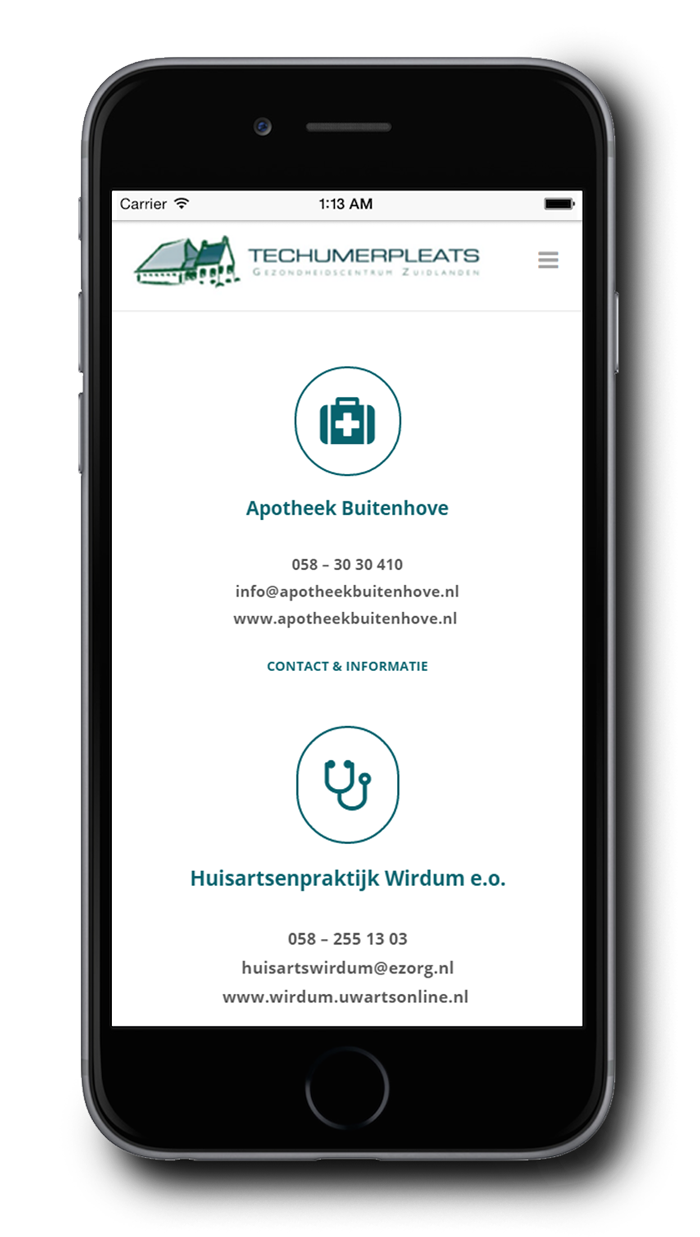 Carrier 1:13 AM
TECHUMERPLEATS
GEZONDHEIDSCENTRUM ZUIDLANDEN
Apotheek Buitenhove
058 – 30 30 410
info@apotheekbuitenhove.nl
www.apotheekbuitenhove.nl
CONTACT & INFORMATIE
Huisartsenpraktijk Wirdum e.o.
058 – 255 13 03
huisartswirdum@ezorg.nl
www.wirdum.uwartsonline.nl